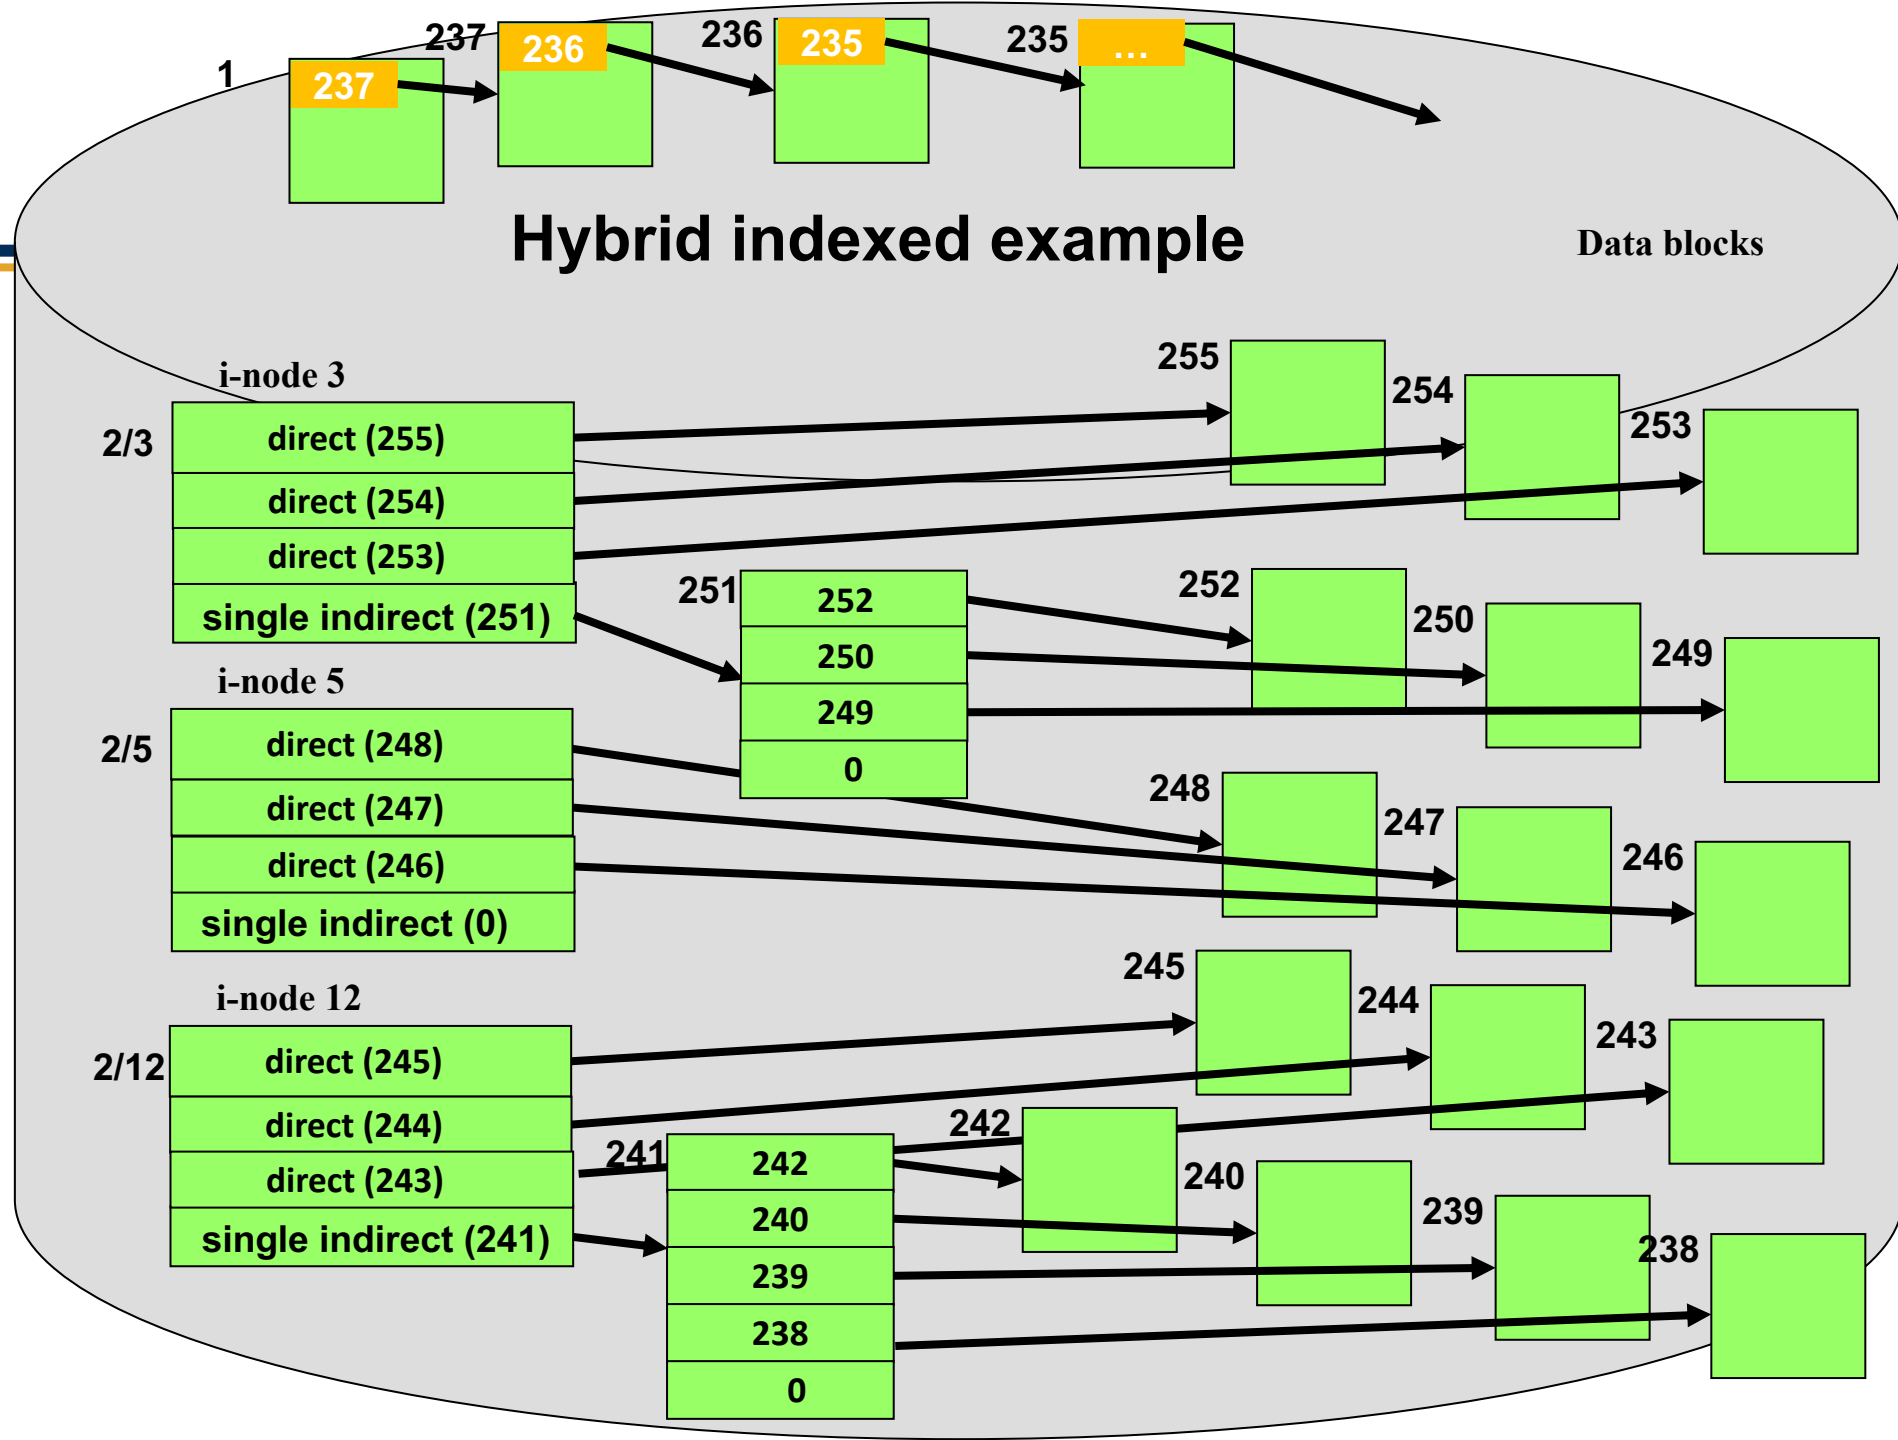 1
237
237
236
236
235
235
...
Hybrid indexed example
Data blocks
i-node 3
2/3
direct (255)
direct (254)
direct (253)
single indirect (251)
255
254
253
251
252
250
249
0
252
250
249
i-node 5
2/5
direct (248)
direct (247)
direct (246)
single indirect (0)
248
247
246
i-node 12
2/12
direct (245)
direct (244)
direct (243)
single indirect (241)
245
244
243
241
242
240
239
238
0
242
240
239
238